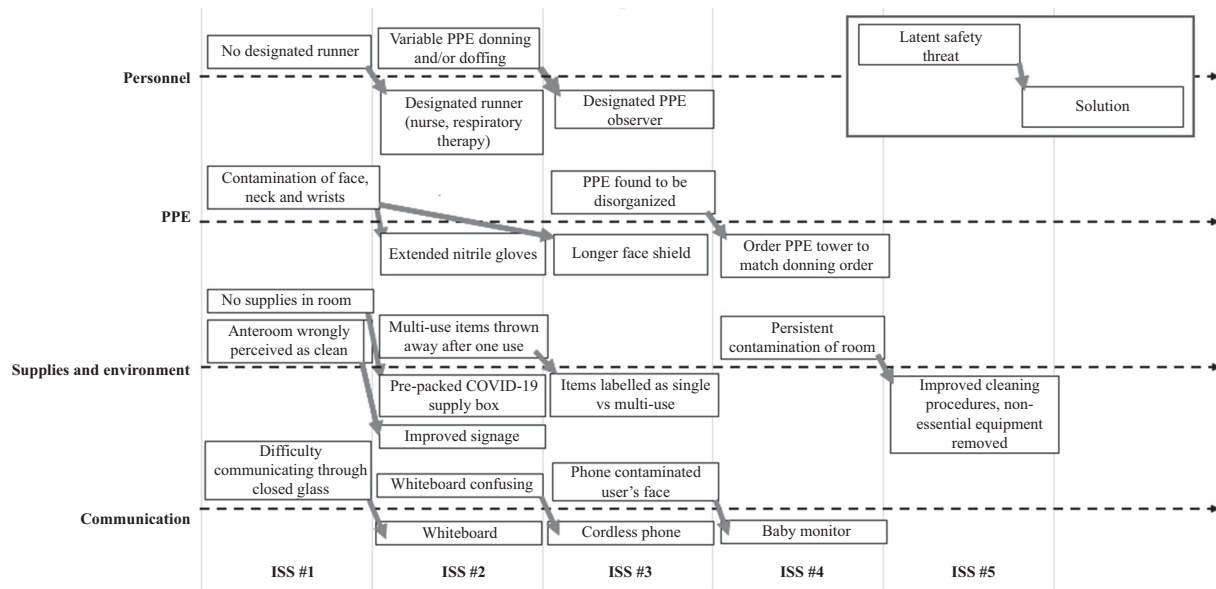 No designated runner
Variable PPE donning
and/or doffing
Latent safety
threat
Solution
Personnel
Designated runner
(nurse, respiratory
therapy)
Designated PPE
observer
Contamination of face,
neck and wrists
PPE found to be
disorganized
PPE
Extended nitrile gloves
Longer face shield
Order PPE tower to
match donning order
No supplies in room
Anteroom wrongly
perceived as clean
Multi-use items thrown
away after one use
Persistent
contamination of room
Supplies and environment
Pre-packed COVID-19
supply box
Items labelled as single
vs multi-use
Improved cleaning
procedures, non-
essential equipment
removed
Improved signage
Difficulty
communicating through
closed glass
Whiteboard confusing
Phone contaminated
user’s face
Communication
Whiteboard
Cordless phone
Baby monitor
ISS #1
ISS #2
ISS #3
ISS #4
ISS #5